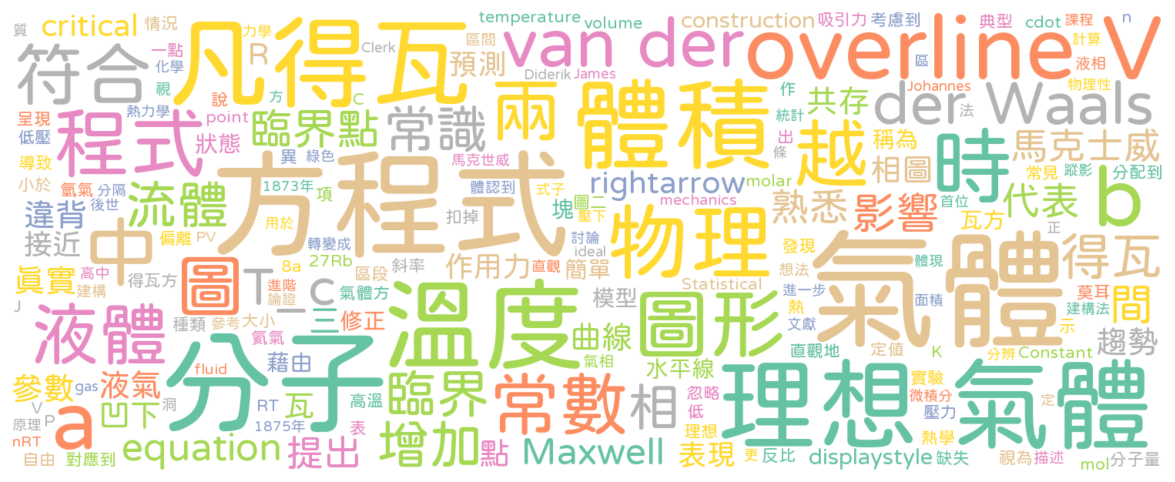 質 critical 情況 力學 凡得瓦 temperature volume construction 吸引力 考慮到 典型 cdot 課程 n
符合 一點 化學 視 R 區間 Clerk 預測 van der overline V 計算 液相 區
Diderik James 作 Johannes 物理性
呈現 程式 熱力學 說 方 C point 臨界點 常識 兩 體積 統計 共存 der Waals 法
低壓 狀態 出 越 稱為 時 馬克士威
導致 異 綠色 馬克世威 條 相圖 常見 蹤影 分配到
小於 氫氣 分隔 1873年 項 方程式 體認到 式子 rightarrow molar 首位 b
違背 後世 流體 用於 扣掉 塊 圖二 壓下 mechanics 熟悉 影響 瓦方 代表
接近 中 偏離 PV 轉變成 斜率 討論 ideal 物理 發現 氣體 體現 正 得瓦
眞實 高中 得瓦方 圖 T 8a 27Rb 區段 作用力 直觀 簡單 想法 進一步 莫耳 間
J 建構 c 進階 論證 氣體方 模型 Statistical 熱 文獻 面積 建構法 示
液體 種類 參考 大小 一 三 修正 溫度 圖形 曲線 直觀地 定值 K 趨勢
氦氣 氣相 水平線 分辨 Constant
參數 gas 液氣 fluid 分子 藉由 臨界 常數 相 忽略 理想氣體 實驗 微積分
V 凹下 洞 RT 瓦 高溫 低 壓力 定
原理 P a 1875年 表 增加 理想 熱學
nRT 自由 對應到 equation 提出 點 Maxwell 表現 更 反比 displaystyle 缺失 視為 描述 mol 分子量